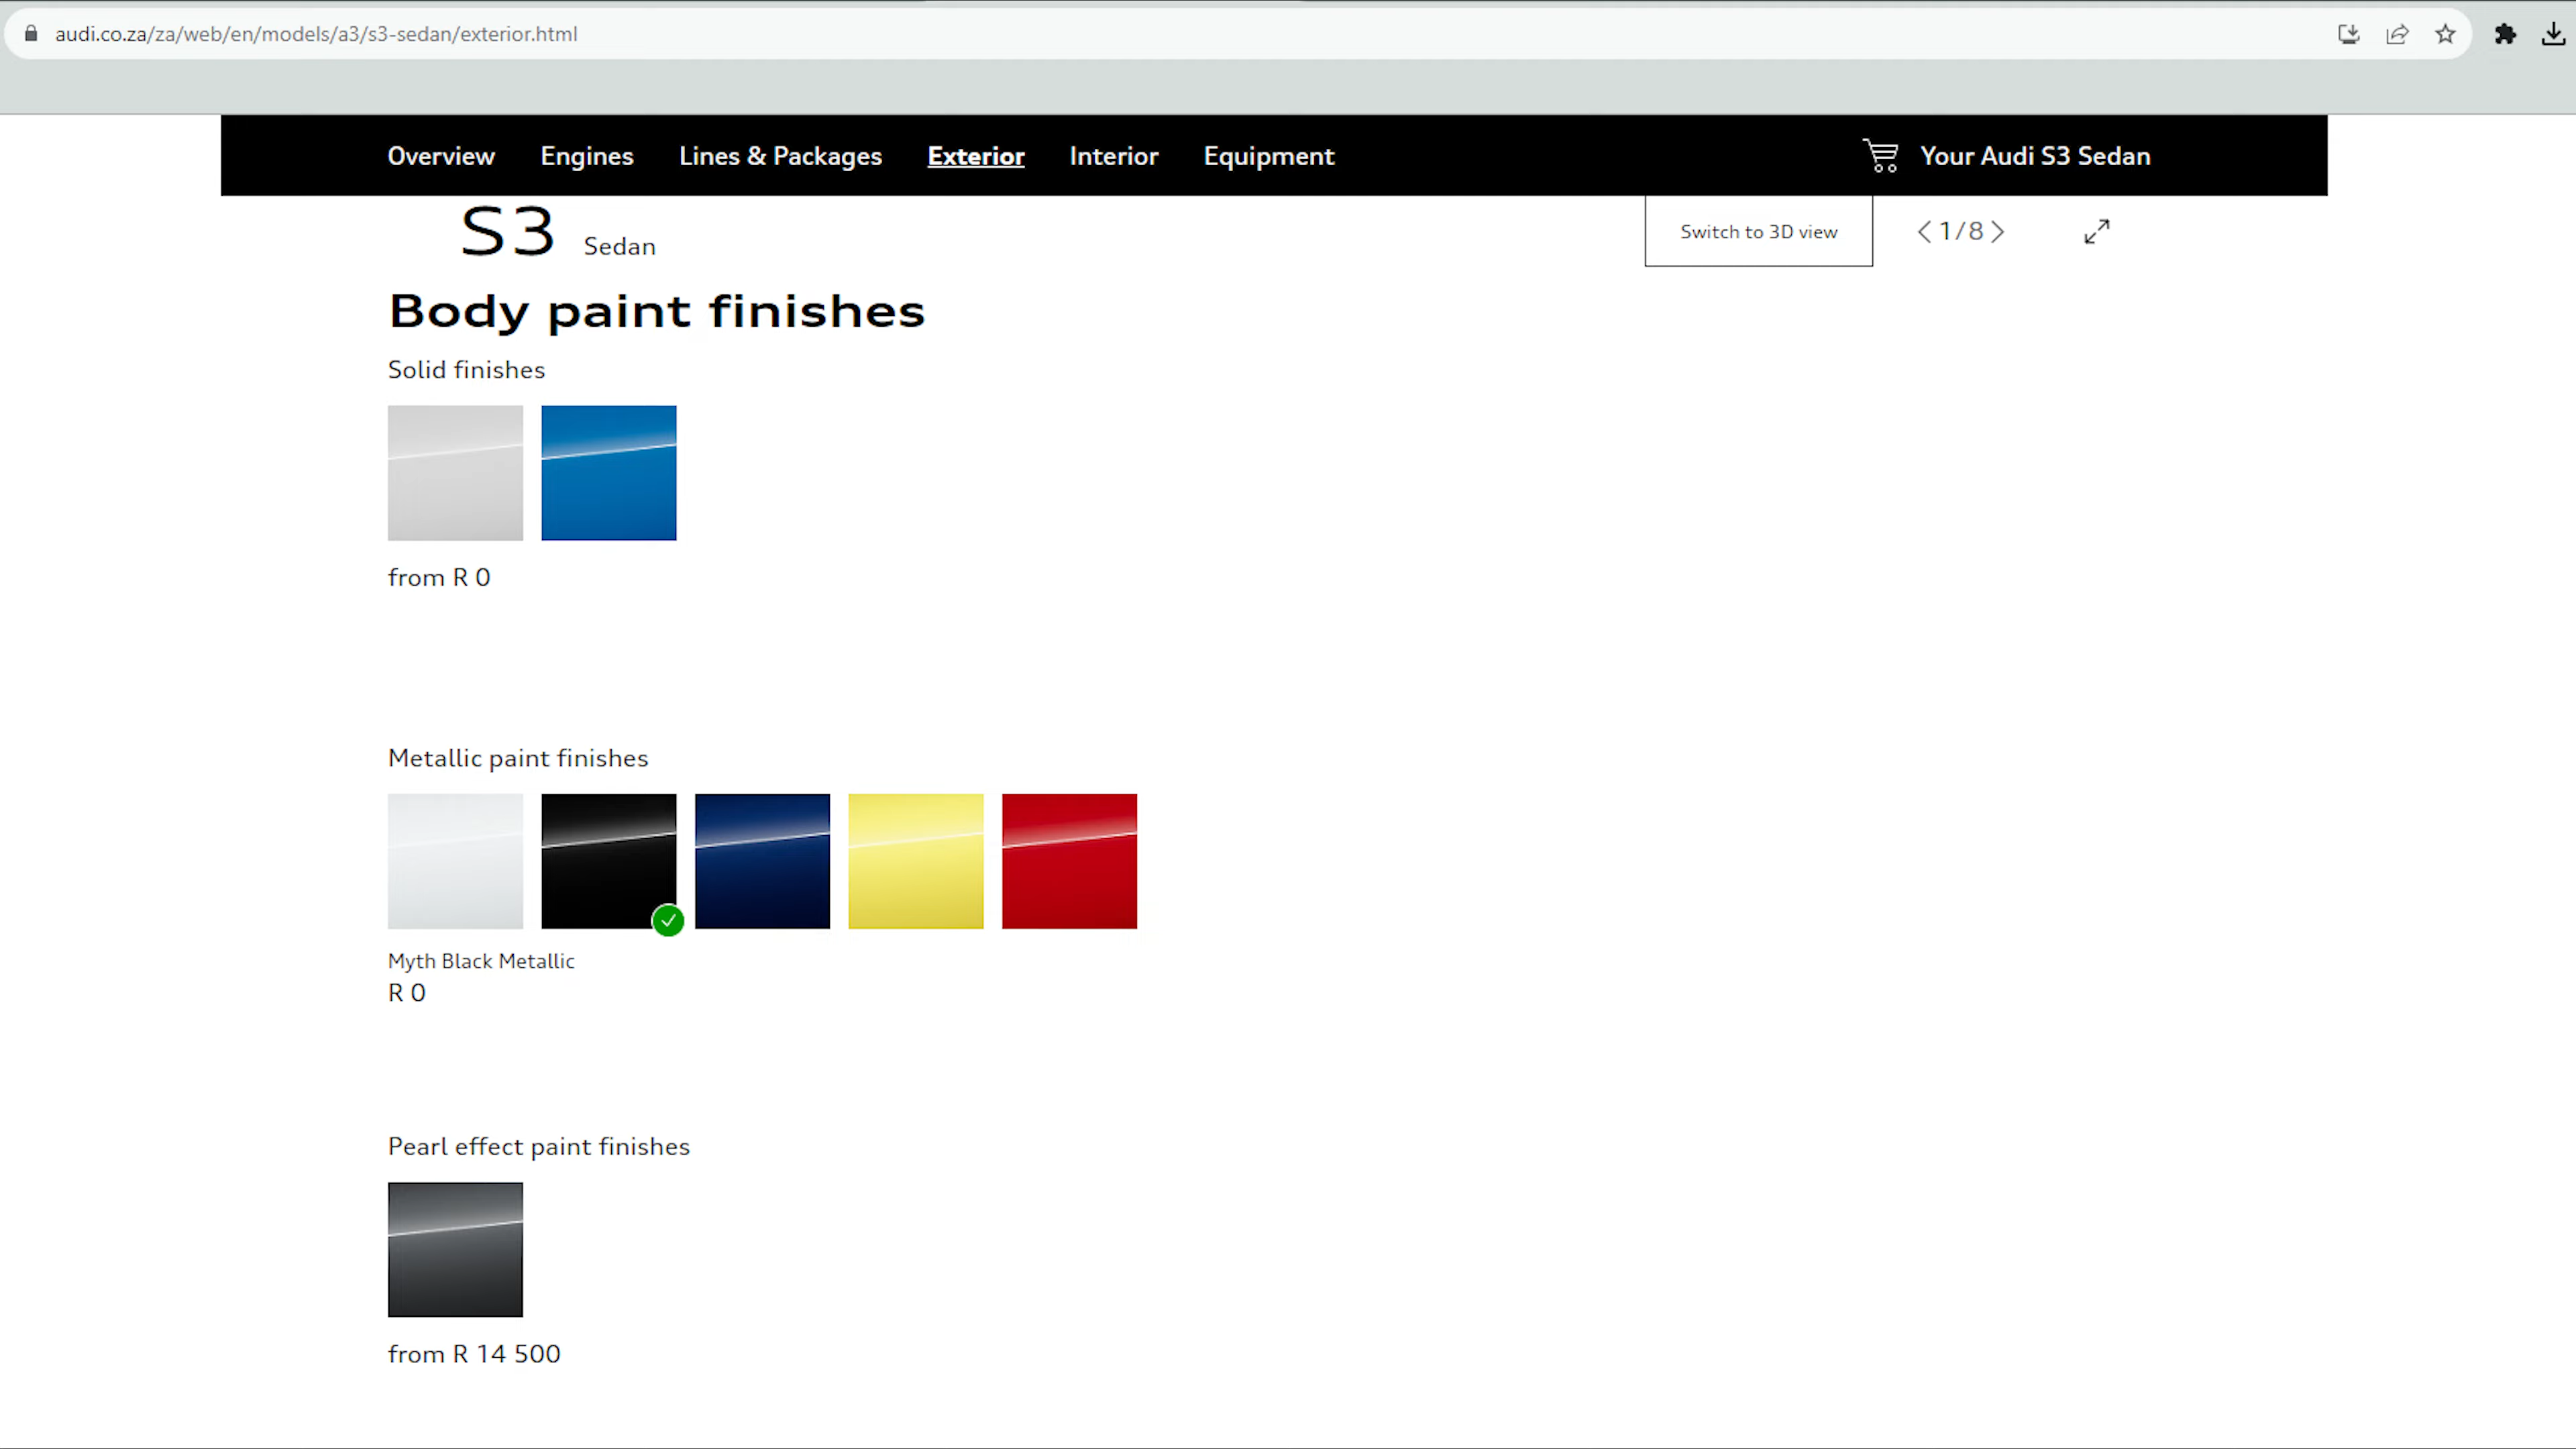 audi.co.za/za/web/en/models/a3/s3-sedan/exterior.html
Overview Engines Lines & Packages Exterior Interior Equipment Your Audi S3 Sedan
S3 Sedan
Switch to 3D view 1/8
Body paint finishes
Solid finishes
from R 0
Metallic paint finishes
Myth Black Metallic
R 0
Pearl effect paint finishes
from R 14 500